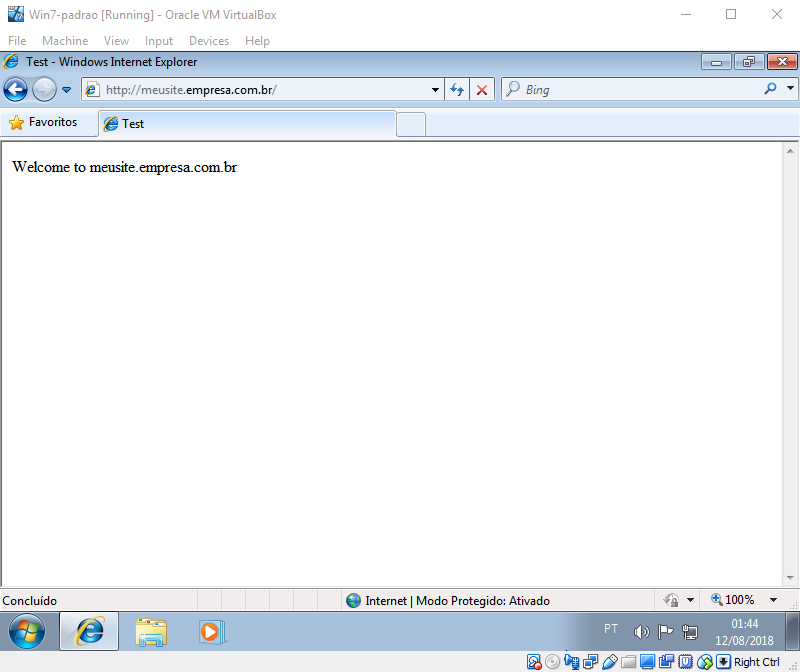 Win7-padrao [Running] - Oracle VM VirtualBox
File Machine View Input Devices Help
Test - Windows Internet Explorer
http://meusite.empresa.com.br/
Bing
Favoritos
Test
Welcome to meusite.empresa.com.br
Concluído
Internet | Modo Protegido: Ativado
100%
PT
01:44
12/08/2018
Right Ctrl